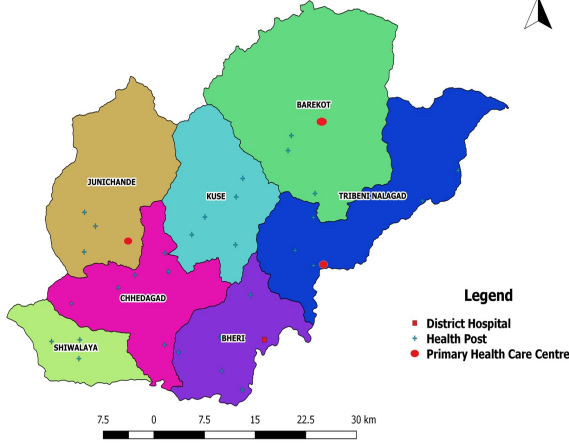 BAREKOT
JUNICHANDE
KUSE
TRIBENI NALAGAD
CHHEDAGAD
BHERI
SHIWALAYA
Legend
District Hospital
Health Post
Primary Health Care Centre
7.5 0 7.5 15 22.5 30 km